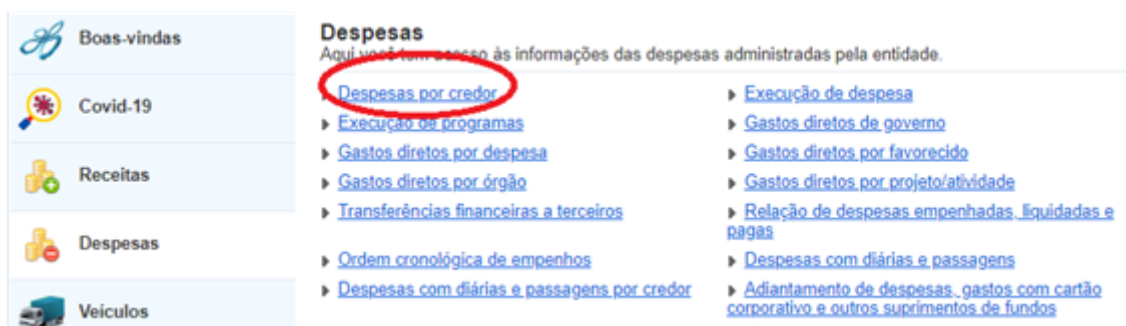 Boas-vindas
Covid-19
Receitas
Despesas
Veículos
Despesas
Aqui você tem acesso às informações das despesas administradas pela entidade.
Despesas por credor
Execução de despesa
Execução de programas
Gastos diretos de governo
Gastos diretos por despesa
Gastos diretos por favorecido
Gastos diretos por órgão
Gastos diretos por projeto/atividade
Transferências financeiras a terceiros
Relação de despesas empenhadas, liquidadas e
pagas
Ordem cronológica de empenhos
Despesas com diárias e passagens
Despesas com diárias e passagens por credor
Adiantamento de despesas, gastos com cartão
corporativo e outros suprimentos de fundos